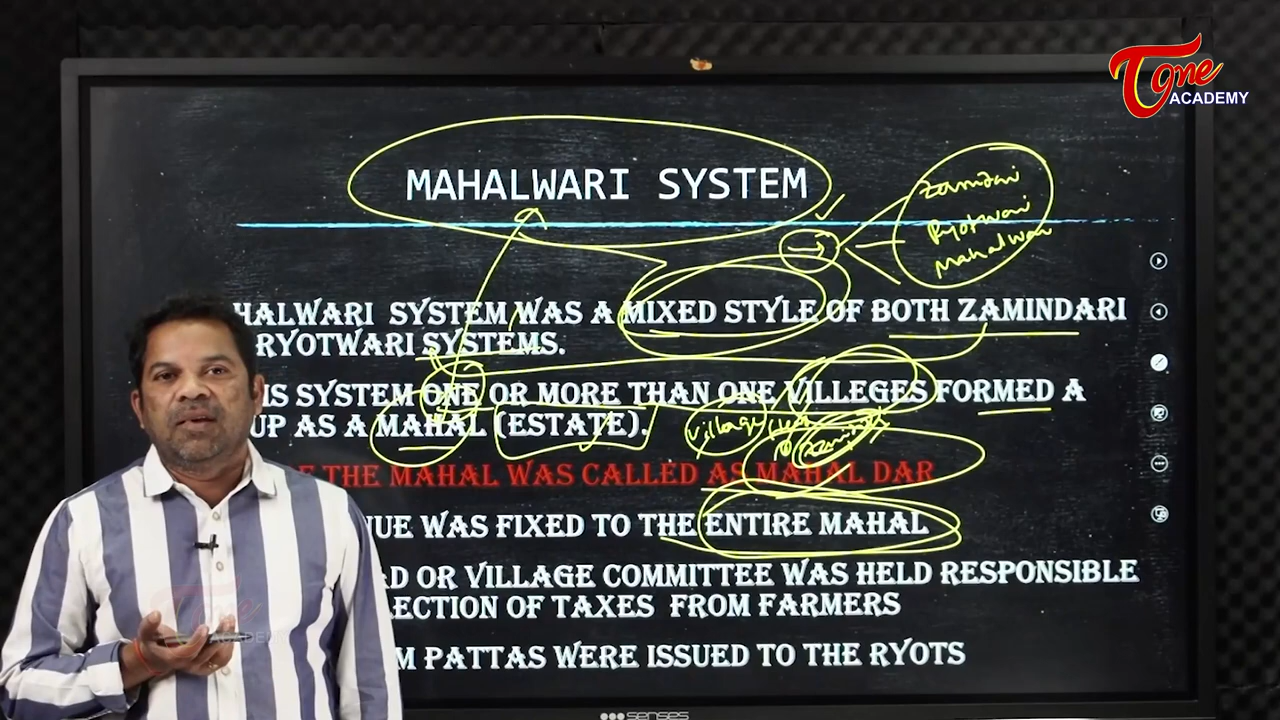 Tone
ACADEMY
MAHALWARI SYSTEM
Zamindari
Ryotwari
Mahalwari
HALWARI SYSTEM WAS A MIXED STYLE OF BOTH ZAMINDARI
RYOTWARI SYSTEMS.
IS SYSTEM ONE OR MORE THAN ONE VILLEGES FORMED A
UP AS A MAHAL (ESTATE).
village
THE MAHAL WAS CALLED AS MAHAL DAR
NUE WAS FIXED TO THE ENTIRE MAHAL
AD OR VILLAGE COMMITTEE WAS HELD RESPONSIBLE
LECTION OF TAXES FROM FARMERS
M PATTAS WERE ISSUED TO THE RYOTS
senses